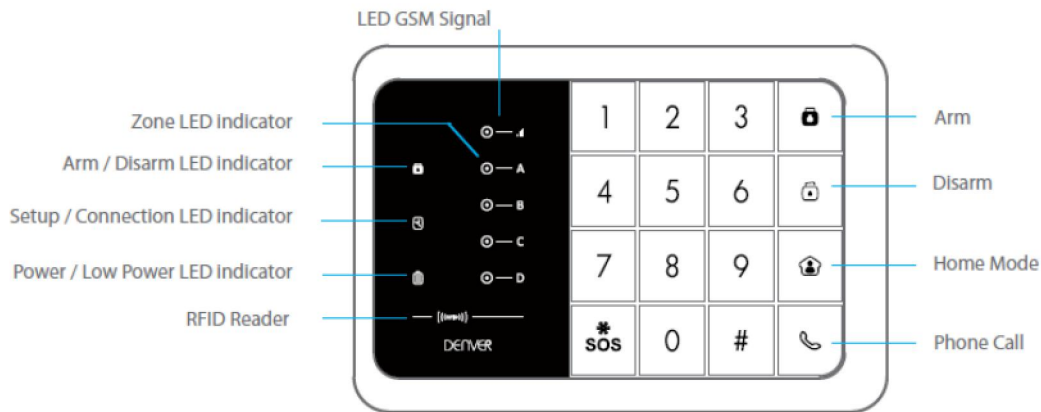 LED GSM Signal
Zone LED indicator
Arm / Disarm LED indicator
Setup / Connection LED indicator
Power / Low Power LED indicator
RFID Reader
A
B
C
D
DENVER
1 2 3
4 5 6
7 8 9
* SOS 0 #
Arm
Disarm
Home Mode
Phone Call